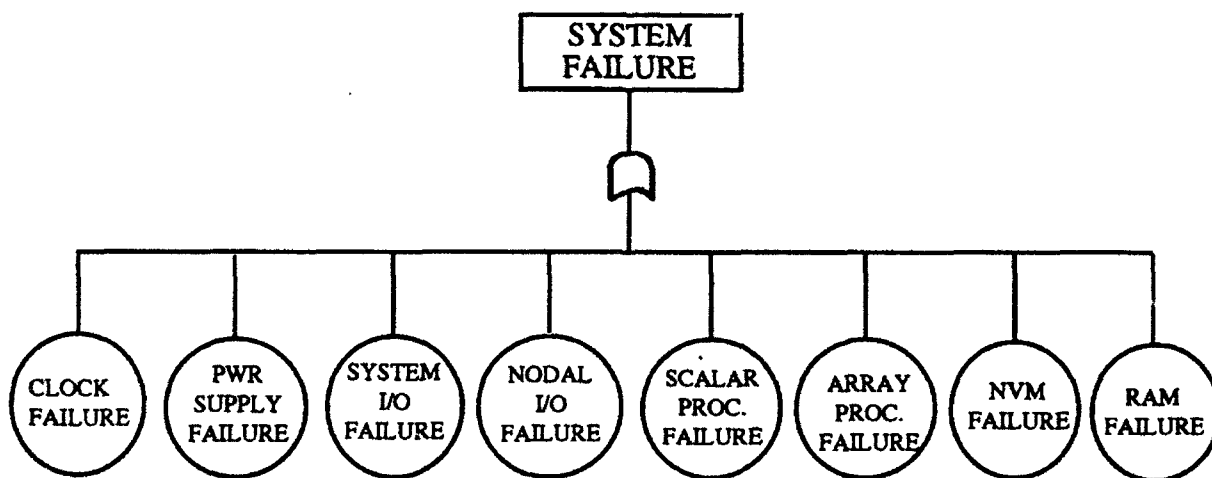 SYSTEM
FAILURE
CLOCK
FAILURE
PWR
SUPPLY
FAILURE
SYSTEM
I/O
FAILURE
NODAL
I/O
FAILURE
SCALAR
PROC.
FAILURE
ARRAY
PROC.
FAILURE
NVM
FAILURE
RAM
FAILURE